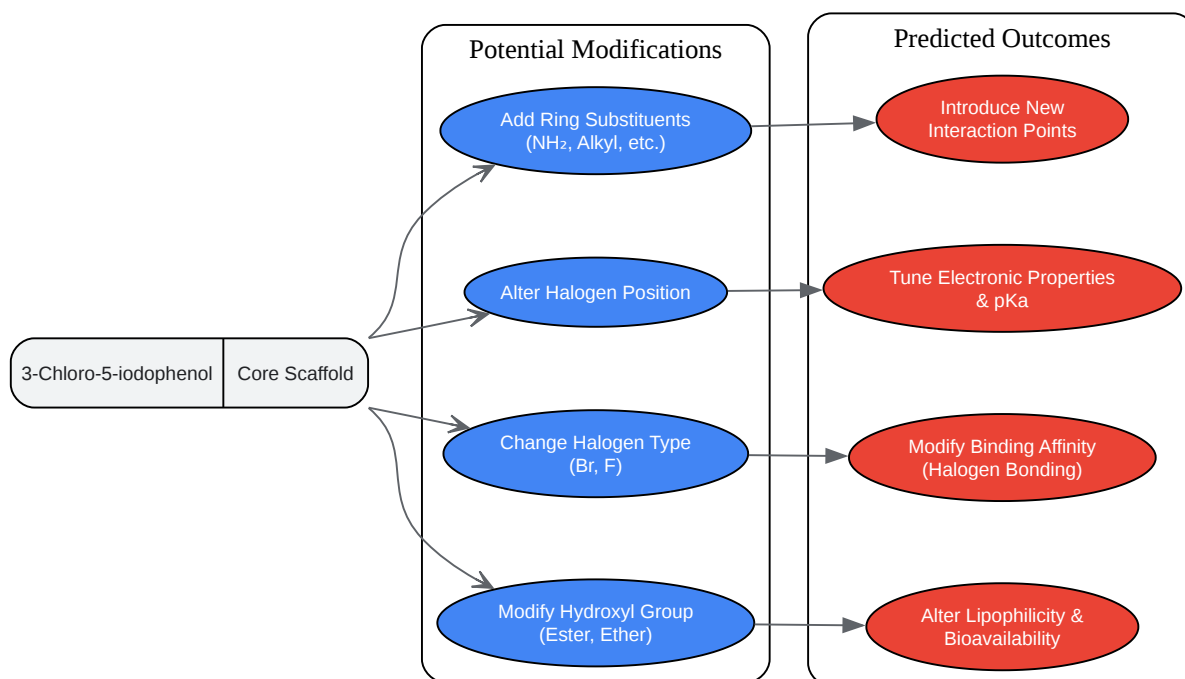 Potential Modifications
Predicted Outcomes
Add Ring Substituents
(NH₂, Alkyl, etc.)
Introduce New
Interaction Points
Alter Halogen Position
Tune Electronic Properties
& pKa
3-Chloro-5-iodophenol
Core Scaffold
Change Halogen Type
(Br, F)
Modify Binding Affinity
(Halogen Bonding)
Modify Hydroxyl Group
(Ester, Ether)
Alter Lipophilicity &
Bioavailability